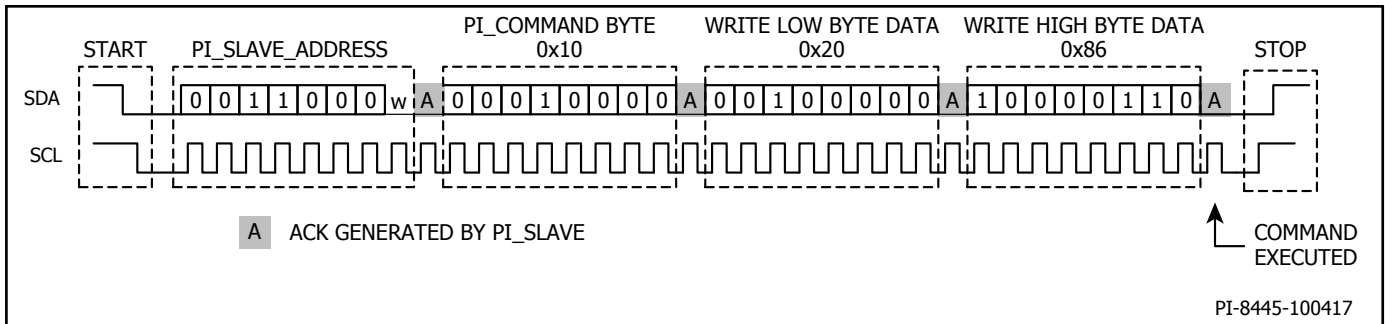 START PI_SLAVE_ADDRESS PI_COMMAND BYTE 0x10 WRITE LOW BYTE DATA 0x20 WRITE HIGH BYTE DATA 0x86 STOP
SDA 0 0 1 1 0 0 0 w A 0 0 0 1 0 0 0 0 A 0 0 1 0 0 0 0 0 A 1 0 0 0 0 1 1 0 A
SCL
A ACK GENERATED BY PI_SLAVE
COMMAND
EXECUTED
PI-8445-100417